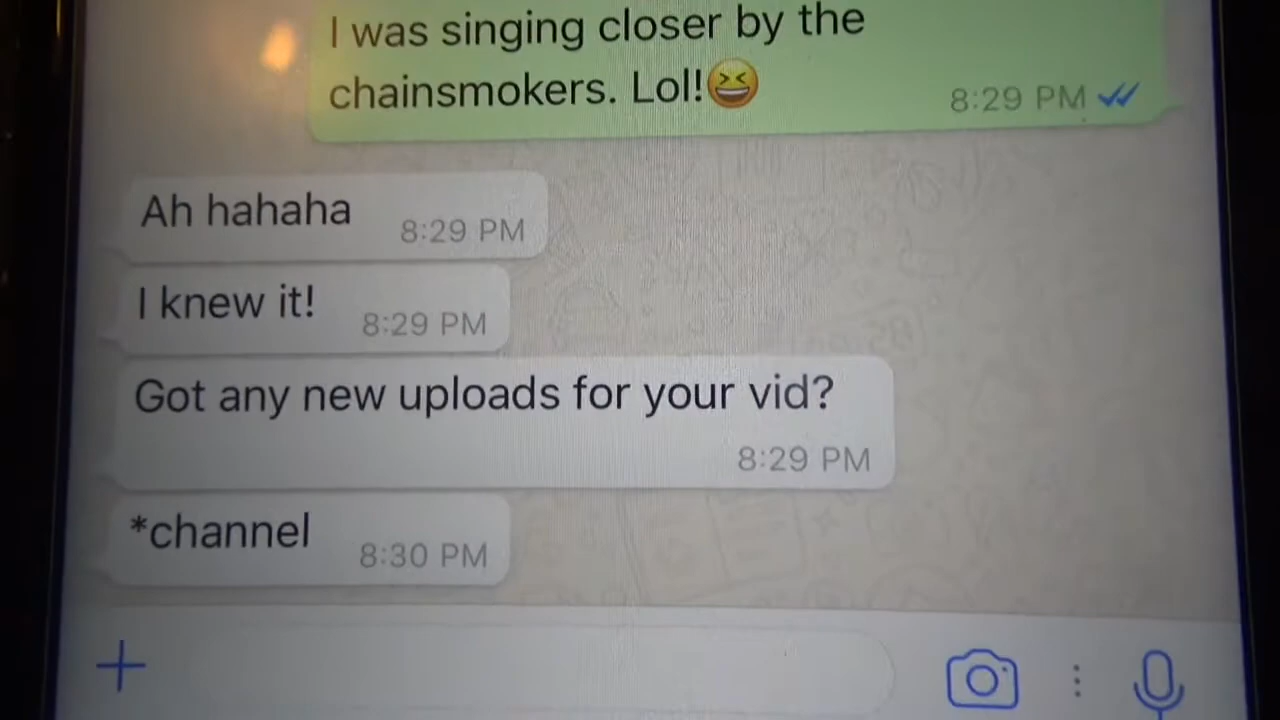 I was singing closer by the
chainsmokers. Lol!😆
8:29 PM
Ah hahaha
8:29 PM
I knew it!
8:29 PM
Got any new uploads for your vid?
8:29 PM
*channel
8:30 PM